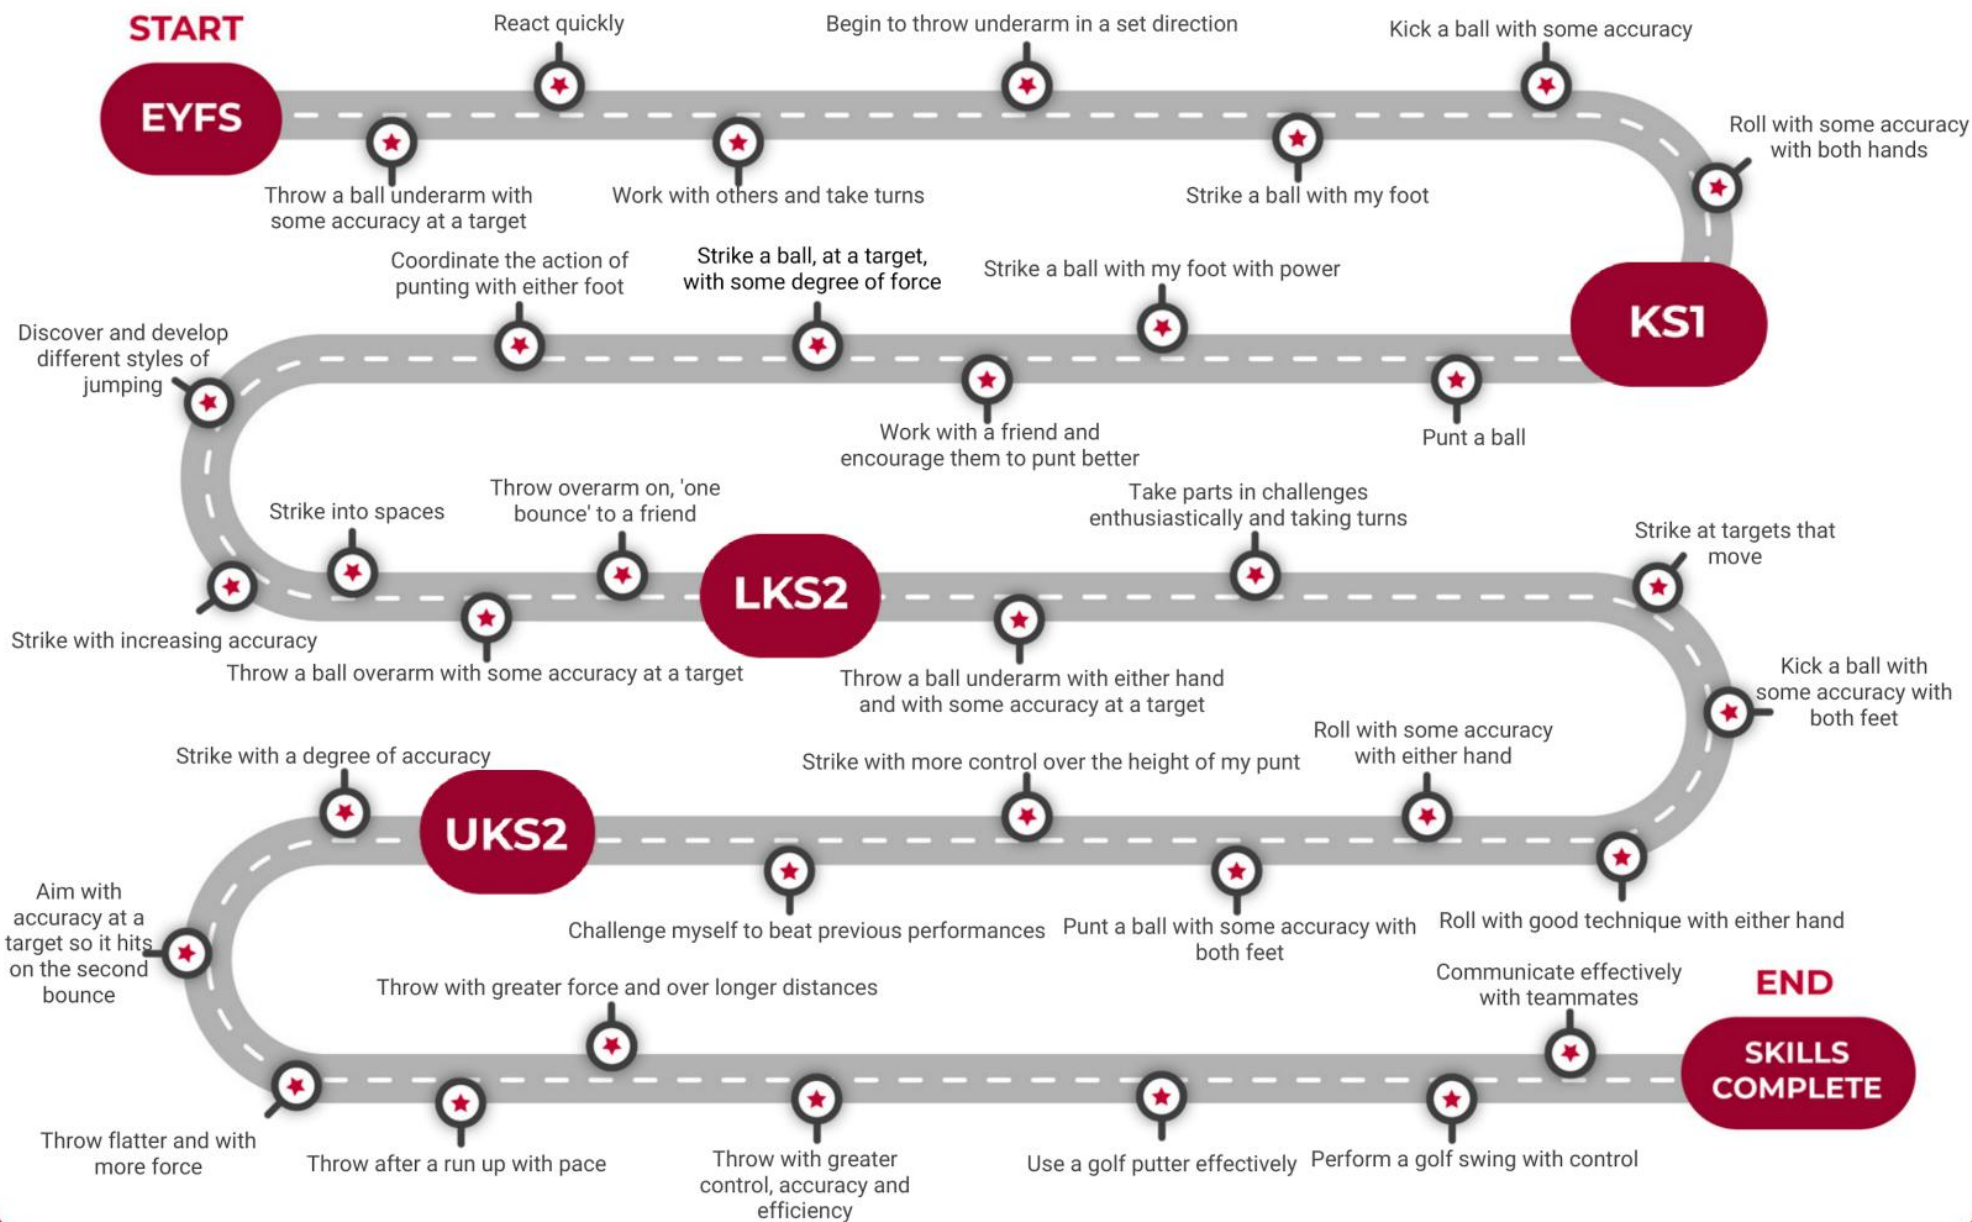 START
EYFS
Throw a ball underarm with
some accuracy at a target
React quickly
Work with others and take turns
Begin to throw underarm in a set direction
Strike a ball with my foot
Kick a ball with some accuracy
Roll with some accuracy
with both hands
KS1
Punt a ball
Strike a ball with my foot with power
Work with a friend and
encourage them to punt better
Strike a ball, at a target,
with some degree of force
Coordinate the action of
punting with either foot
Discover and develop
different styles of
jumping
Strike with increasing accuracy
Strike into spaces
Throw a ball overarm with some accuracy at a target
Throw overarm on, 'one
bounce' to a friend
LKS2
Throw a ball underarm with either hand
and with some accuracy at a target
Take parts in challenges
enthusiastically and taking turns
Strike at targets that
move
Kick a ball with
some accuracy with
both feet
Roll with good technique with either hand
Roll with some accuracy
with either hand
Punt a ball with some accuracy with
both feet
Strike with more control over the height of my punt
Challenge myself to beat previous performances
UKS2
Strike with a degree of accuracy
Aim with
accuracy at a
target so it hits
on the second
bounce
Throw flatter and with
more force
Throw after a run up with pace
Throw with greater force and over longer distances
Throw with greater
control, accuracy and
efficiency
Use a golf putter effectively
Perform a golf swing with control
Communicate effectively
with teammates
END
SKILLS
COMPLETE